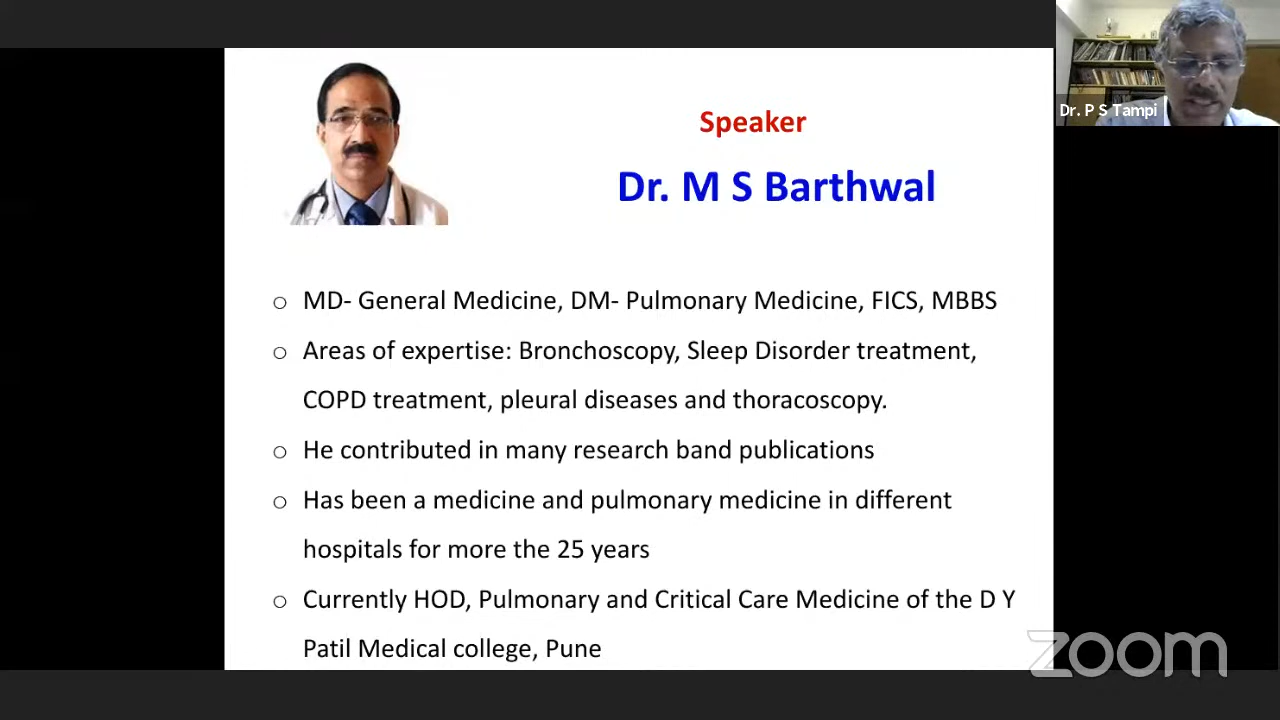 Speaker
Dr. M S Barthwal
Dr. P S Tampi
○ MD- General Medicine, DM- Pulmonary Medicine, FICS, MBBS
○ Areas of expertise: Bronchoscopy, Sleep Disorder treatment,
COPD treatment, pleural diseases and thoracoscopy.
○ He contributed in many research band publications
○ Has been a medicine and pulmonary medicine in different
hospitals for more the 25 years
○ Currently HOD, Pulmonary and Critical Care Medicine of the D Y
Patil Medical college, Pune
zoom